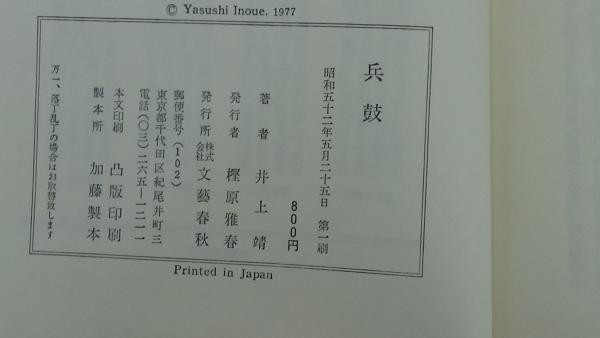 © Yasushi Inoue, 1977
兵鼓
昭和五十二年五月二十五日　第一刷
800円
著者　井上靖
発行者　樫原雅春
発行所　株式会社　文藝春秋
郵便番号(102)
東京都千代田区紀尾井町三
電話(〇三)二六五—一二一一
本文印刷　凸版印刷
製本所　加藤製本
万一、落丁乱丁の場合はお取替致します
Printed in Japan